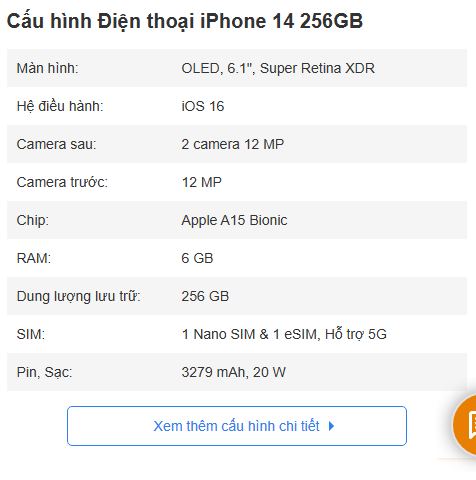 Cấu hình Điện thoại iPhone 14 256GB
Màn hình: OLED, 6.1", Super Retina XDR
Hệ điều hành: iOS 16
Camera sau: 2 camera 12 MP
Camera trước: 12 MP
Chip: Apple A15 Bionic
RAM: 6 GB
Dung lượng lưu trữ: 256 GB
SIM: 1 Nano SIM & 1 eSIM, Hỗ trợ 5G
Pin, Sạc: 3279 mAh, 20 W
Xem thêm cấu hình chi tiết